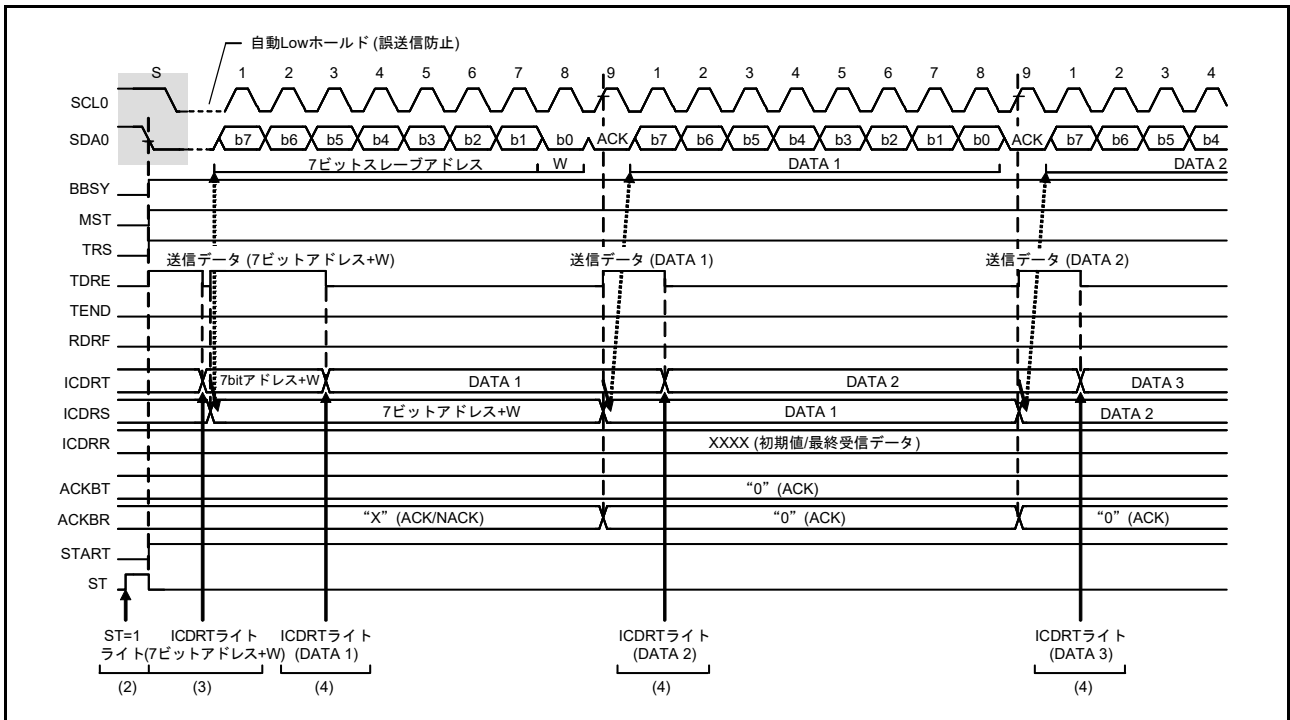 自動Lowホールド (誤送信防止)
S 1 2 3 4 5 6 7 8 9 1 2 3 4 5 6 7 8 9 1 2 3 4
SCL0
SDA0 b7 b6 b5 b4 b3 b2 b1 b0 ACK b7 b6 b5 b4 b3 b2 b1 b0 ACK b7 b6 b5 b4
7ビットスレーブアドレス W DATA 1 DATA 2
BBSY
MST
TRS
送信データ (7ビットアドレス+W) 送信データ (DATA 1) 送信データ (DATA 2)
TDRE
TEND
RDRF
ICDRT 7bitアドレス+W DATA 1 DATA 2 DATA 3
ICDRS 7ビットアドレス+W DATA 1 DATA 2
ICDRR XXXX (初期値/最終受信データ)
ACKBT “0” (ACK)
ACKBR “X” (ACK/NACK) “0” (ACK) “0” (ACK)
START
ST
ST=1 ICDRTライト ICDRTライト ICDRTライト ICDRTライト
ライト(7ビットアドレス+W) (DATA 1) (DATA 2) (DATA 3)
(2) (3) (4) (4) (4)